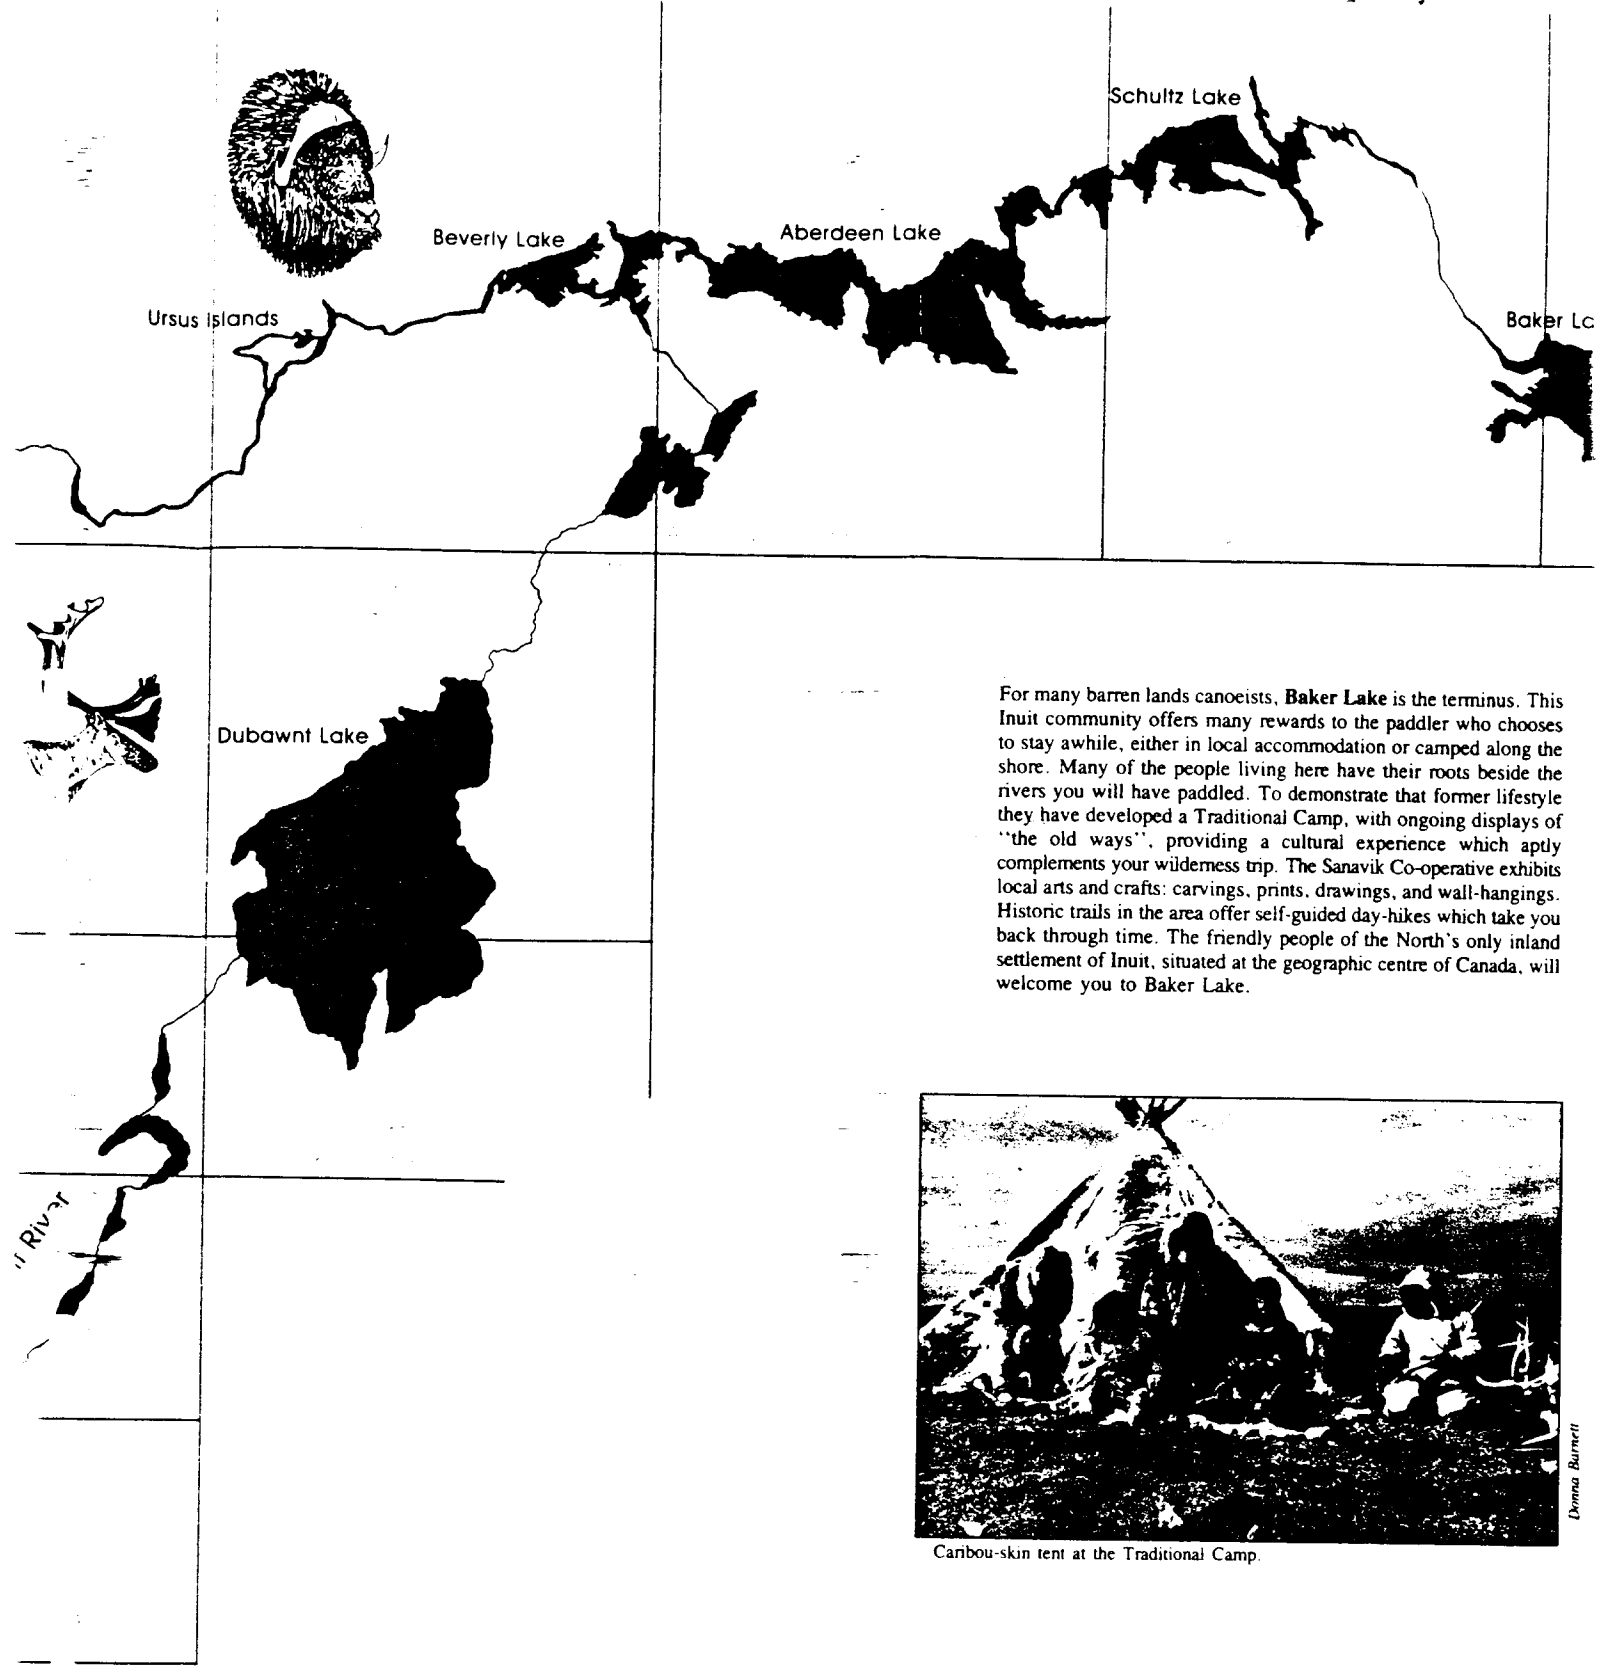 Schultz Lake
Beverly Lake
Aberdeen Lake
Ursus Islands
Baker
Dubawnt Lake
River
For many barren lands canoeists, Baker Lake is the terminus. This
Inuit community offers many rewards to the paddler who chooses
to stay awhile, either in local accommodation or camped along the
shore. Many of the people living here have their roots beside the
rivers you will have paddled. To demonstrate that former lifestyle
they have developed a Traditional Camp, with ongoing displays of
"the old ways", providing a cultural experience which aptly
complements your wilderness trip. The Sanavik Co-operative exhibits
local arts and crafts: carvings, prints, drawings, and wall-hangings.
Historic trails in the area offer self-guided day-hikes which take you
back through time. The friendly people of the North's only inland
settlement of Inuit, situated at the geographic centre of Canada, will
welcome you to Baker Lake.
Donna Barnett
Caribou-skin tent at the Traditional Camp.